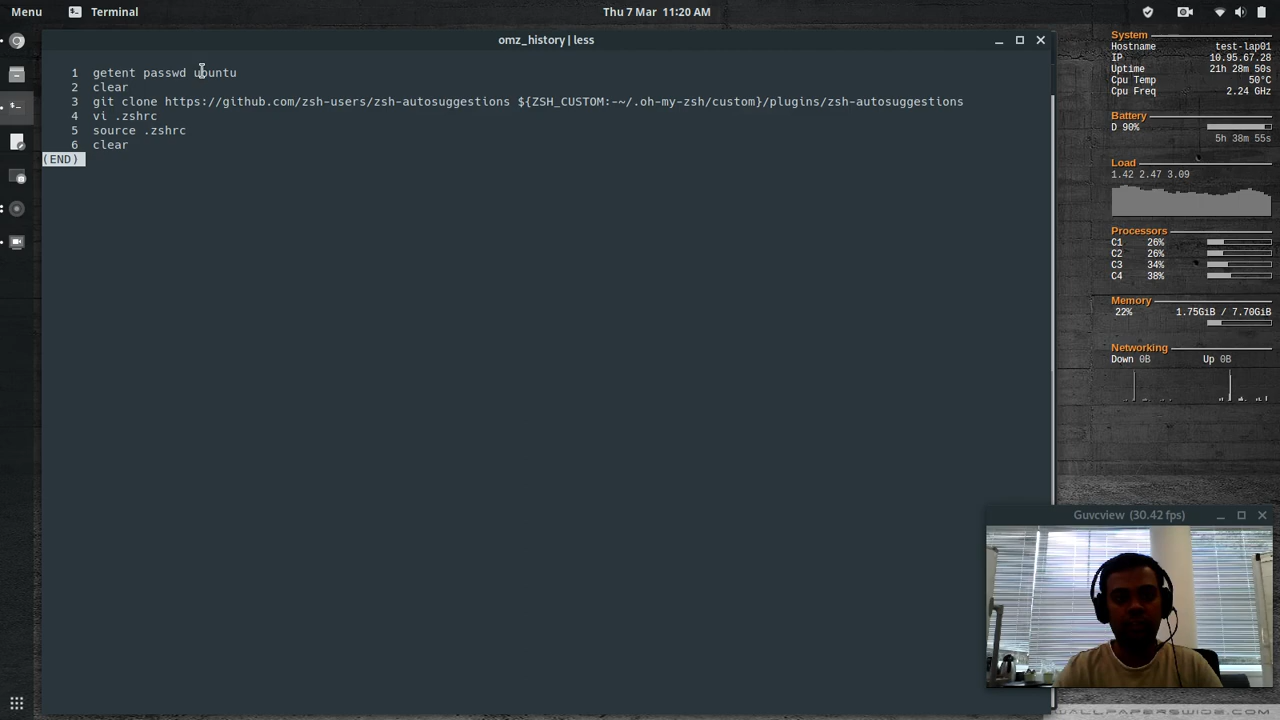 Menu
Terminal
Thu 7 Mar 11:20 AM
omz_history | less
1 getent passwd ubuntu
2 clear
3 git clone https://github.com/zsh-users/zsh-autosuggestions ${ZSH_CUSTOM:-~/.oh-my-zsh/custom}/plugins/zsh-autosuggestions
4 vi .zshrc
5 source .zshrc
6 clear
(END)
System
Hostname test-lap01
IP 10.95.67.28
Uptime 21h 28m 50s
Cpu Temp 50°C
Cpu Freq 2.24 GHz
Battery
D 90%
5h 38m 55s
Load
1.42 2.47 3.09
Processors
C1 26%
C2 26%
C3 34%
C4 38%
Memory
22% 1.75GiB / 7.70GiB
Networking
Down 0B Up 0B
Guvcview (30.42 fps)
WALLPAPERSWIDE.COM